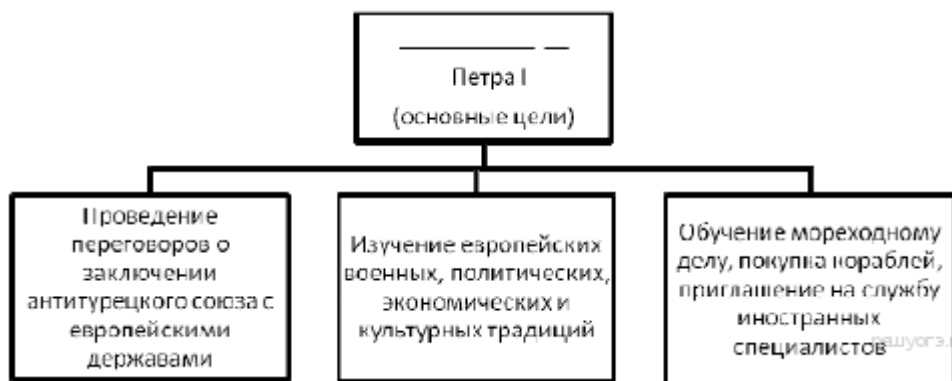 Петра I
(основные цели)
Проведение
переговоров о
заключении
антитурецкого союза с
европейскими
державами
Изучение европейских
военных, политических,
экономических и
культурных традиций
Обучение мореходному
делу, покупка кораблей,
приглашение на службу
иностранных
специалистов